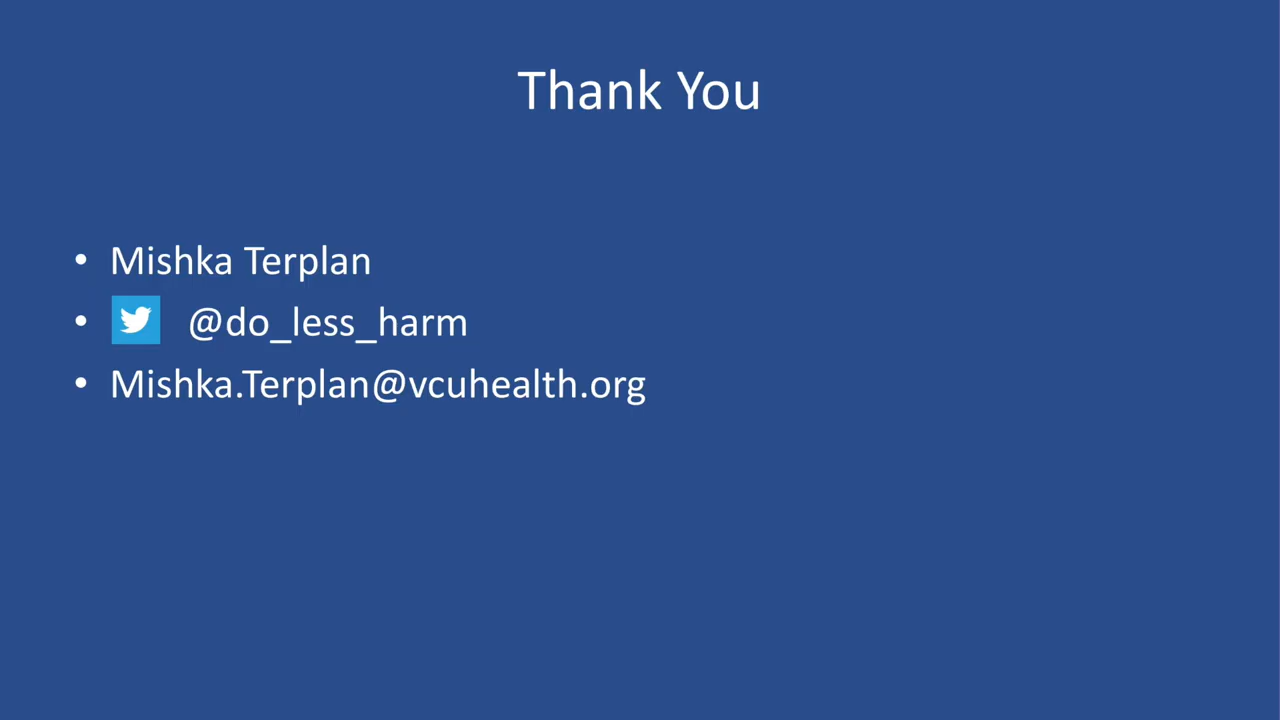 Thank You
• Mishka Terplan
• @do_less_harm
• Mishka.Terplan@vcuhealth.org